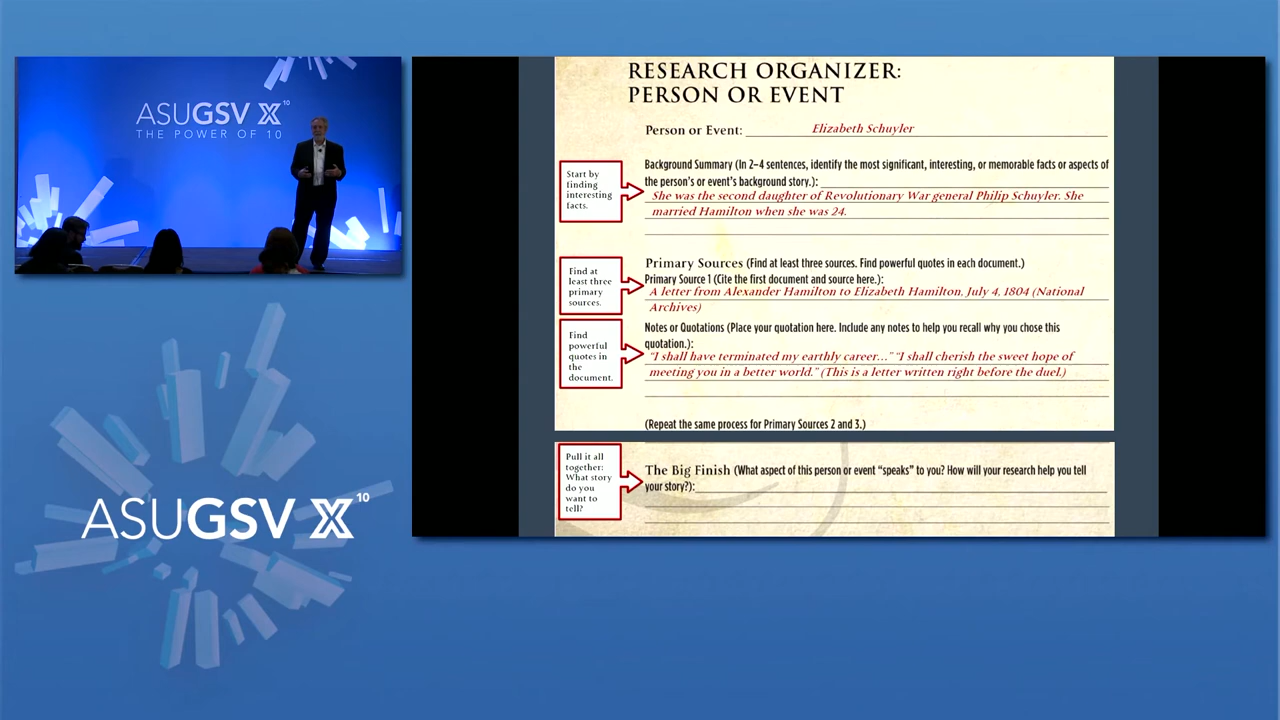 ASUGSV X10
THE POWER OF 10
ASUGSV X10
RESEARCH ORGANIZER:
PERSON OR EVENT
Person or Event: Elizabeth Schuyler
Start by
finding
interesting
facts.
Background Summary (In 2–4 sentences, identify the most significant, interesting, or memorable facts or aspects of
the person's or event's background story.):
She was the second daughter of Revolutionary War general Philip Schuyler. She
married Hamilton when she was 24.
Find at
least three
primary
sources.
Primary Sources (Find at least three sources. Find powerful quotes in each document.)
Primary Source 1 (Cite the first document and source here.):
A letter from Alexander Hamilton to Elizabeth Hamilton, July 4, 1804 (National
Archives)
Find
powerful
quotes in
the
document.
Notes or Quotations (Place your quotation here. Include any notes to help you recall why you chose this
quotation.):
“I shall have terminated my earthly career...” “I shall cherish the sweet hope of
meeting you in a better world.” (This is a letter written right before the duel.)
(Repeat the same process for Primary Sources 2 and 3.)
Pull it all
together:
What story
do you
want to
tell?
The Big Finish (What aspect of this person or event “speaks” to you? How will your research help you tell
your story?):